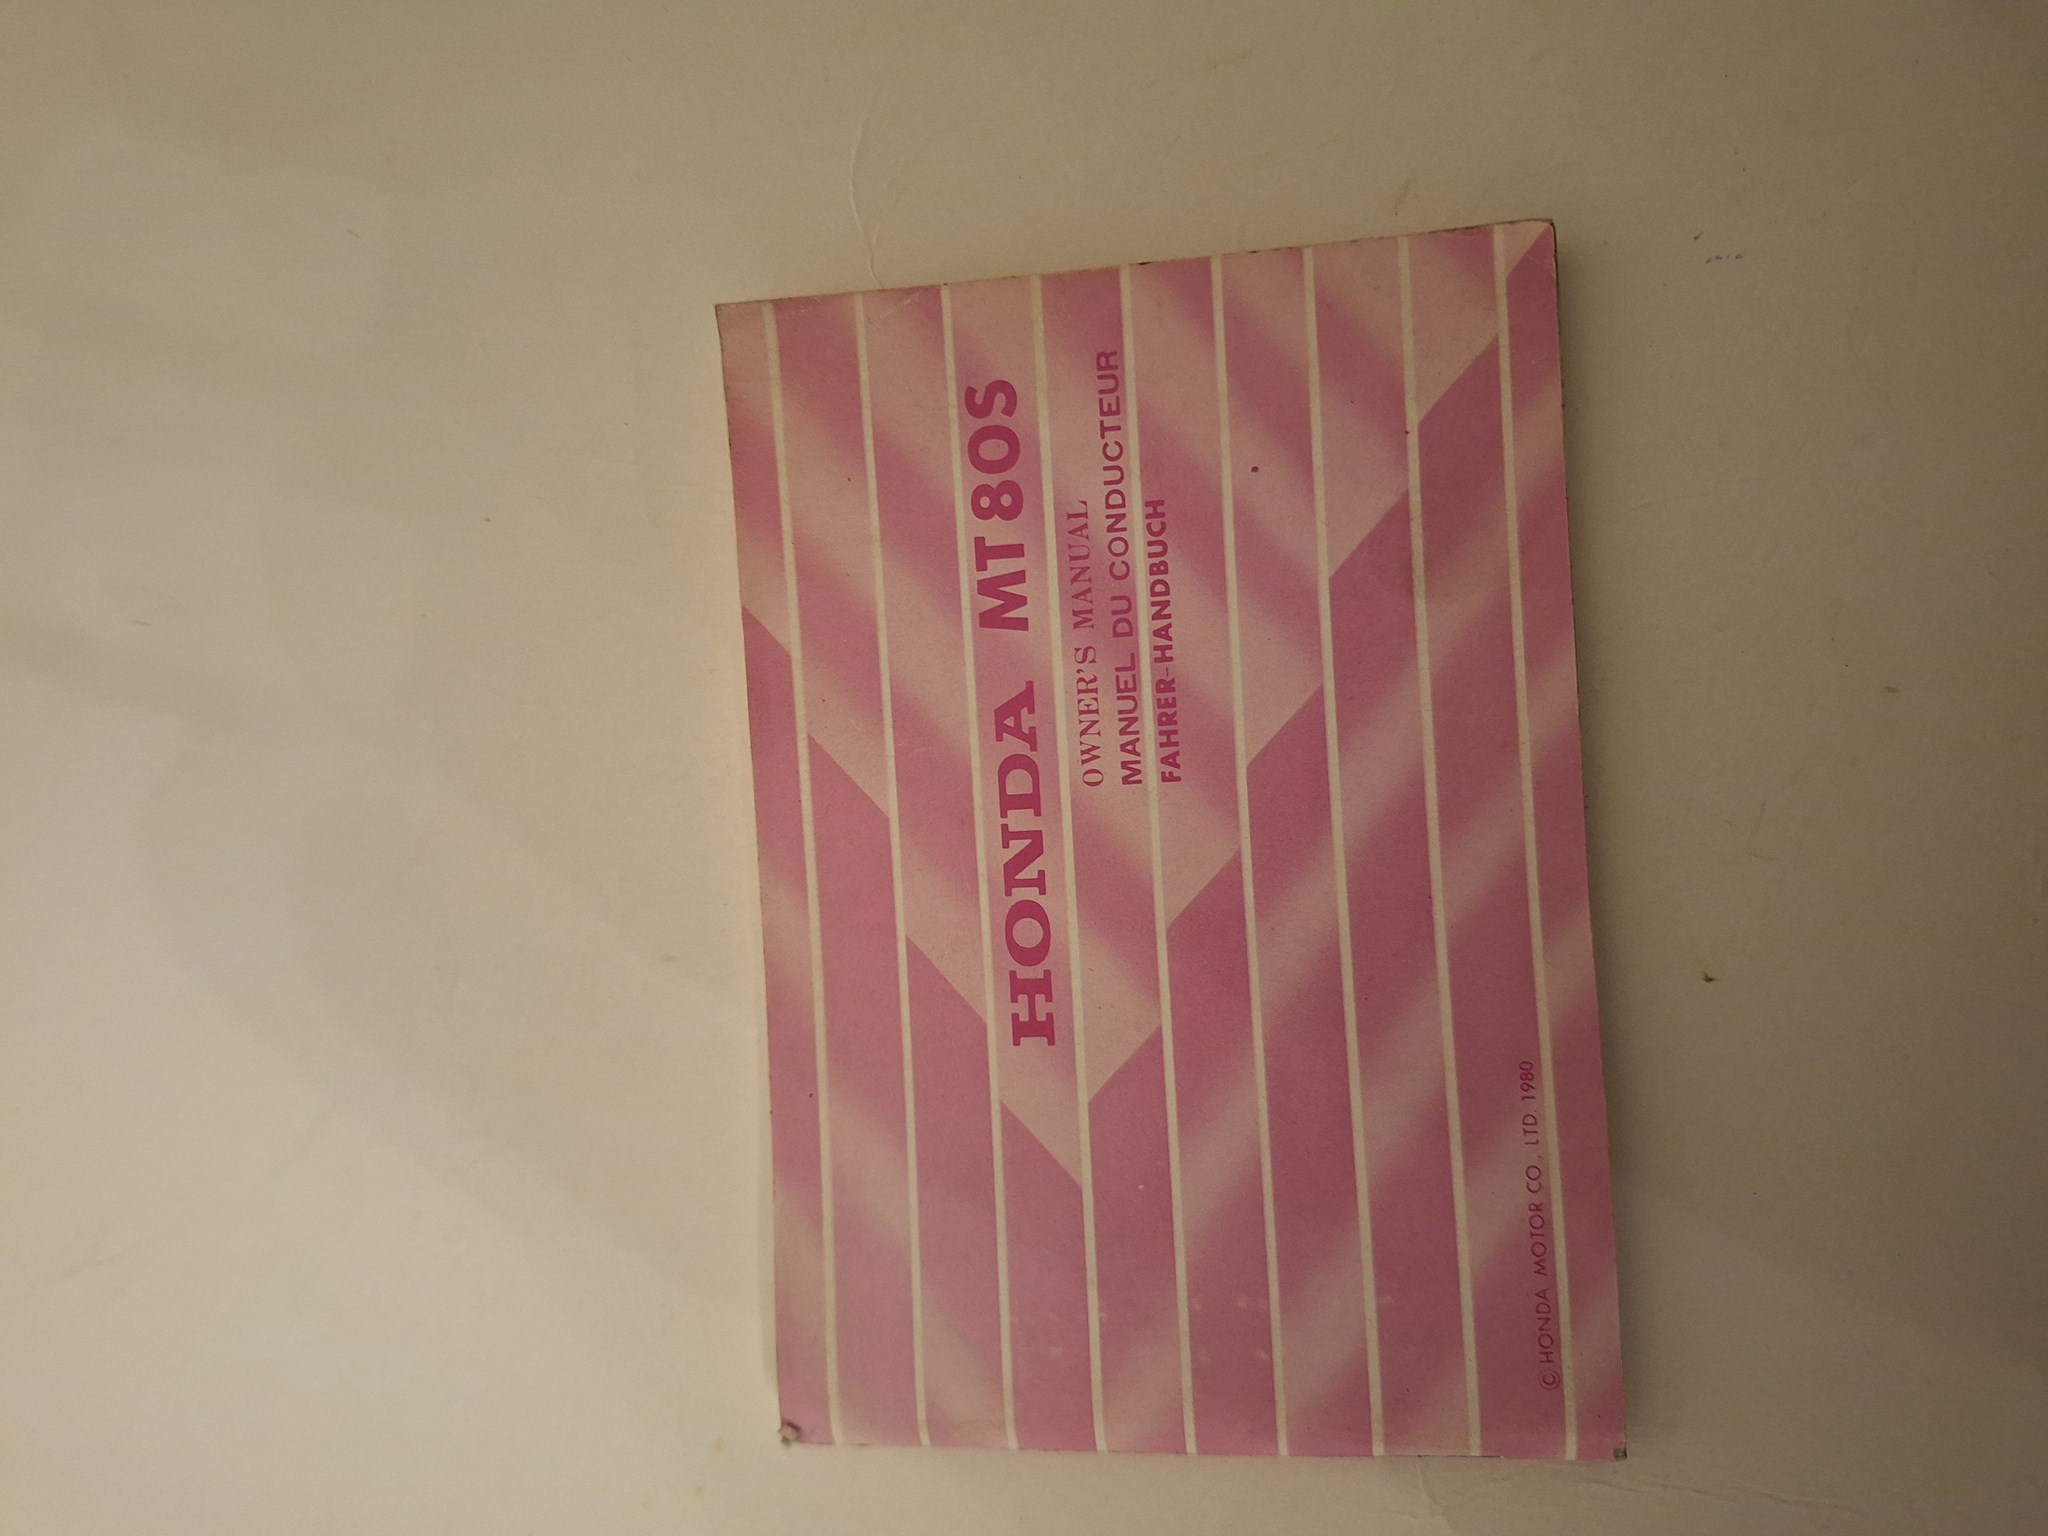 HONDA MT80S
OWNER'S MANUAL
MANUEL DU CONDUCTEUR
FAHRER-HANDBUCH
© HONDA MOTOR CO., LTD. 1980